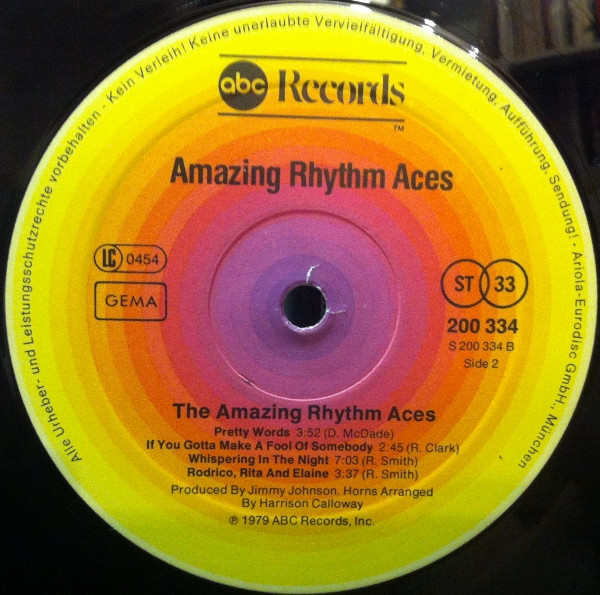 Alle Urheber- und Leistungsschutzrechte vorbehalten - Kein Verleih! Keine unerlaubte Vervielfältigung, Vermietung, Aufführung, Sendung! - Ariola-Eurodisc GmbH., München
abc Records
TM
Amazing Rhythm Aces
LC 0454
GEMA
ST 33
200 334
S 200 334 B
Side 2
The Amazing Rhythm Aces
Pretty Words 3:52 (D. McDade)
If You Gotta Make A Fool Of Somebody 2:45 (R. Clark)
Whispering In The Night 7:03 (R. Smith)
Rodrico, Rita And Elaine 3:37 (R. Smith)
Produced By Jimmy Johnson, Horns Arranged
By Harrison Calloway
℗ 1979 ABC Records, Inc.